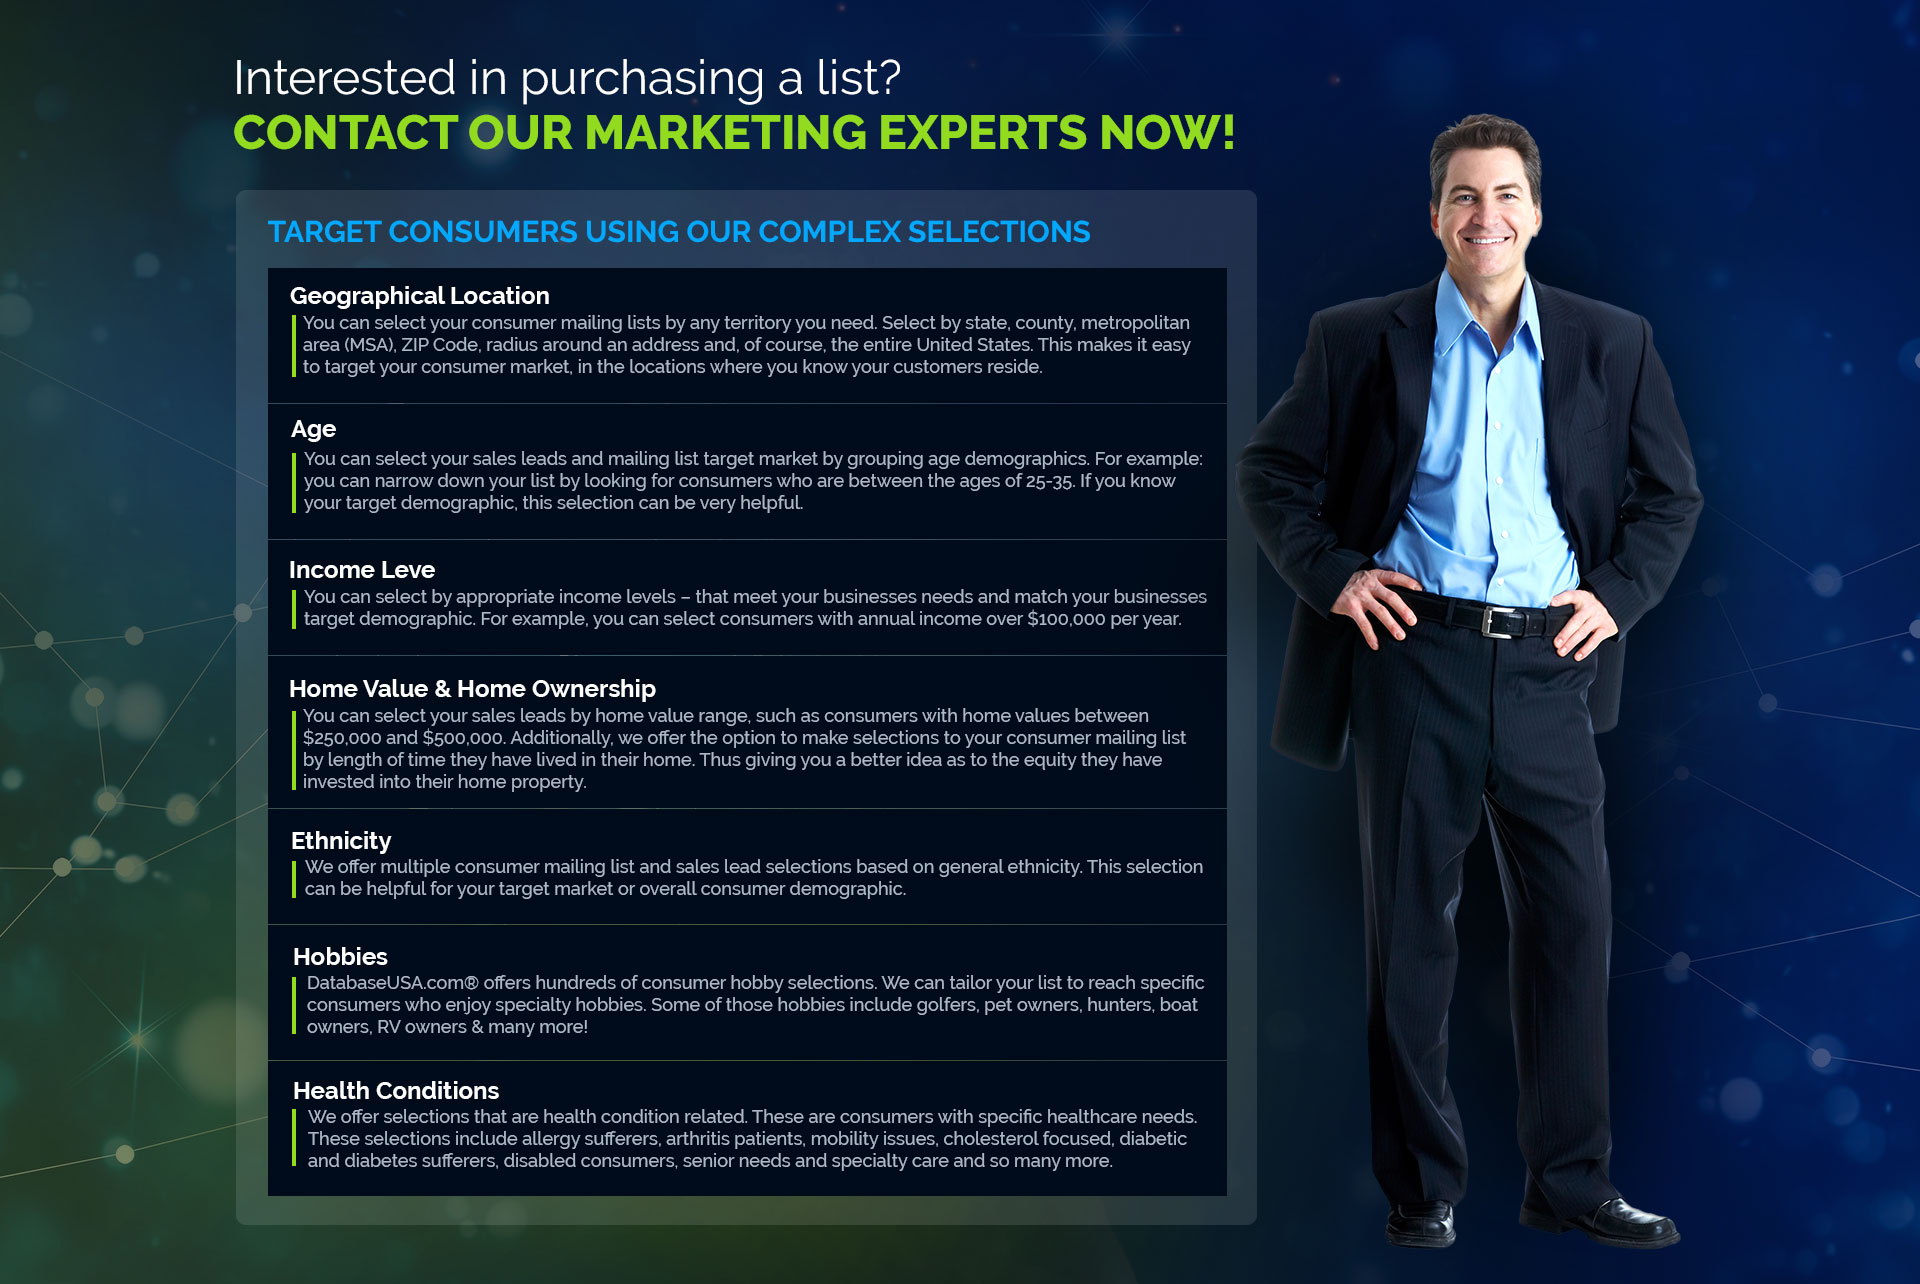 Interested in purchasing a list?
CONTACT OUR MARKETING EXPERTS NOW!
TARGET CONSUMERS USING OUR COMPLEX SELECTIONS
Geographical Location
You can select your consumer mailing lists by any territory you need. Select by state, county, metropolitan
area (MSA), ZIP Code, radius around an address and, of course, the entire United States. This makes it easy
to target your consumer market, in the locations where you know your customers reside.
Age
You can select your sales leads and mailing list target market by grouping age demographics. For example:
you can narrow down your list by looking for consumers who are between the ages of 25-35. If you know
your target demographic, this selection can be very helpful.
Income Leve
You can select by appropriate income levels – that meet your businesses needs and match your businesses
target demographic. For example, you can select consumers with annual income over $100,000 per year.
Home Value & Home Ownership
You can select your sales leads by home value range, such as consumers with home values between
$250,000 and $500,000. Additionally, we offer the option to make selections to your consumer mailing list
by length of time they have lived in their home. Thus giving you a better idea as to the equity they have
invested into their home property.
Ethnicity
We offer multiple consumer mailing list and sales lead selections based on general ethnicity. This selection
can be helpful for your target market or overall consumer demographic.
Hobbies
DatabaseUSA.com® offers hundreds of consumer hobby selections. We can tailor your list to reach specific
consumers who enjoy specialty hobbies. Some of those hobbies include golfers, pet owners, hunters, boat
owners, RV owners & many more!
Health Conditions
We offer selections that are health condition related. These are consumers with specific healthcare needs.
These selections include allergy sufferers, arthritis patients, mobility issues, cholesterol focused, diabetic
and diabetes sufferers, disabled consumers, senior needs and specialty care and so many more.